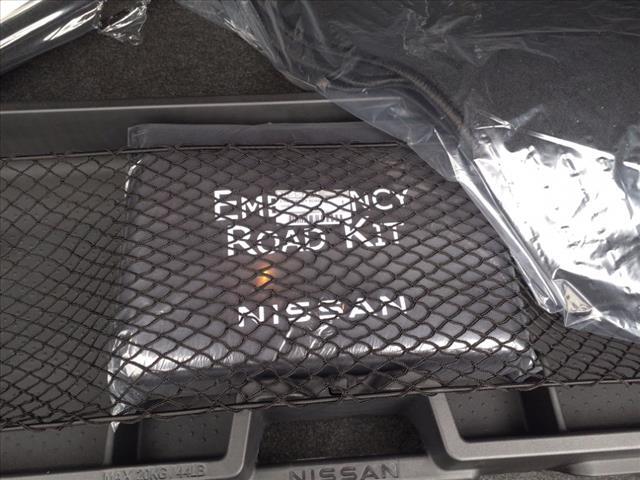 EMERGENCY
ROAD KIT
NISSAN
MAX 20KG/44LB NISSAN